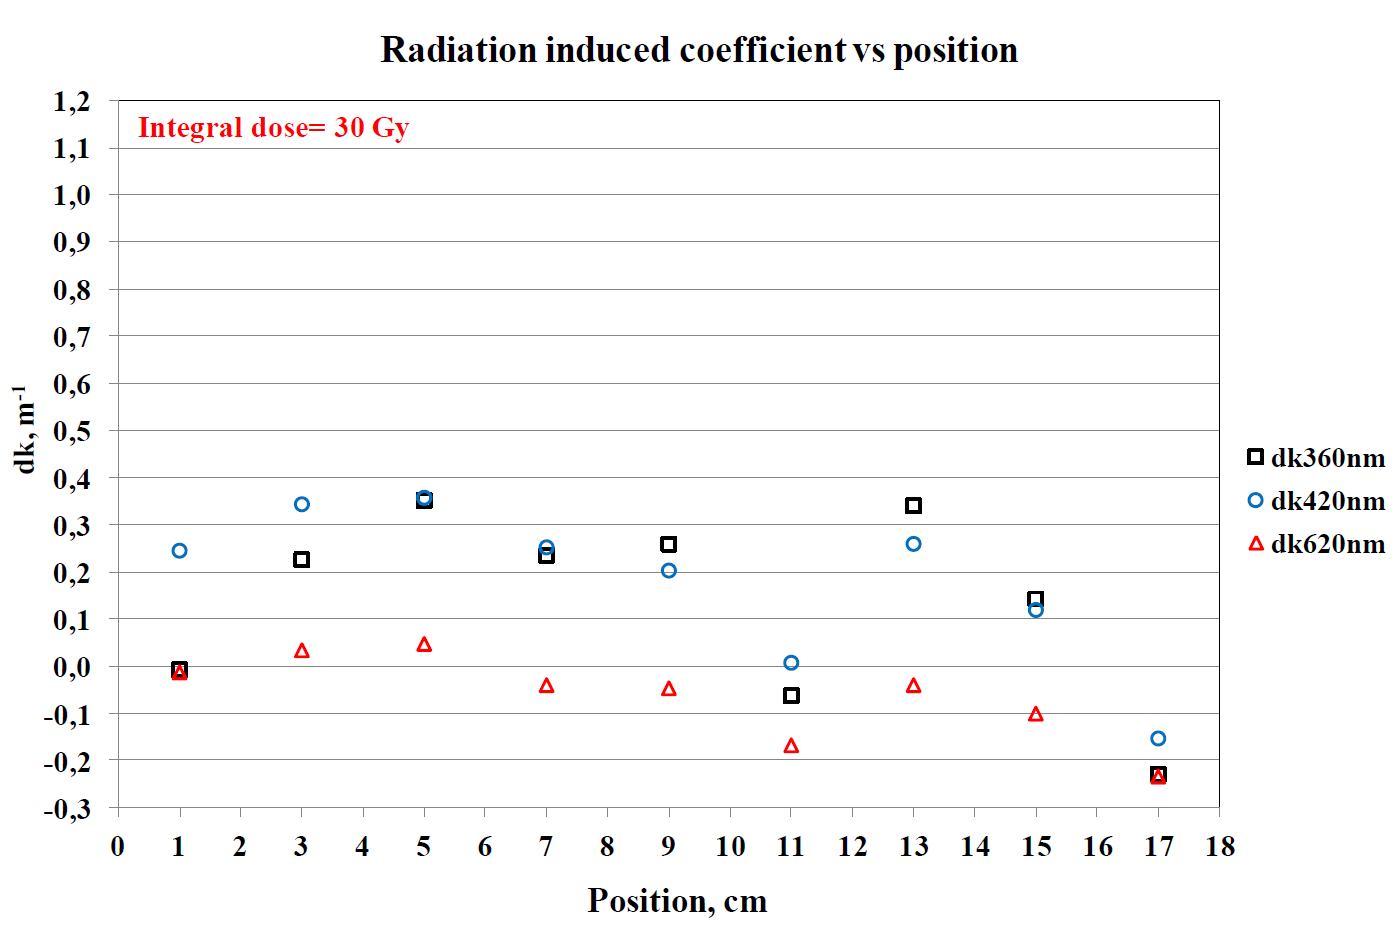 Radiation induced coefficient vs position
Integral dose= 30 Gy
1,2
1,1
1,0
0,9
0,8
0,7
0,6
0,5
0,4
0,3
0,2
0,1
0,0
-0,1
-0,2
-0,3
dk, m⁻¹
dk360nm
dk420nm
dk620nm
0 1 2 3 4 5 6 7 8 9 10 11 12 13 14 15 16 17 18
Position, cm